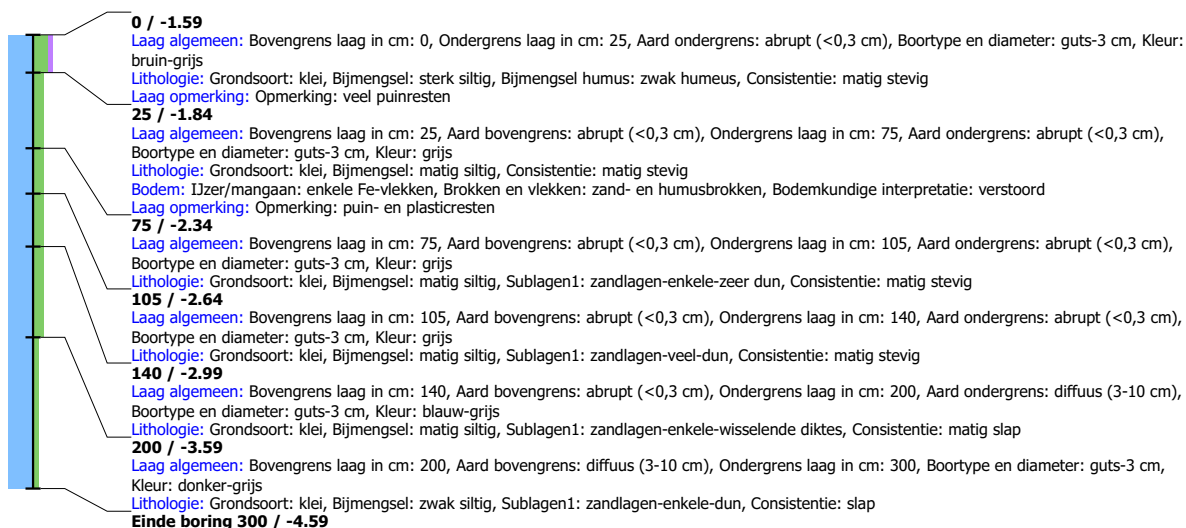 0 / -1.59
Laag algemeen: Bovengrens laag in cm: 0, Ondergrens laag in cm: 25, Aard ondergrens: abrupt (<0,3 cm), Boortype en diameter: guts-3 cm, Kleur:
bruin-grijs
Lithologie: Grondsoort: klei, Bijmengsel: sterk siltig, Bijmengsel humus: zwak humeus, Consistentie: matig stevig
Laag opmerking: Opmerking: veel puinresten
25 / -1.84
Laag algemeen: Bovengrens laag in cm: 25, Aard bovengrens: abrupt (<0,3 cm), Ondergrens laag in cm: 75, Aard ondergrens: abrupt (<0,3 cm),
Boortype en diameter: guts-3 cm, Kleur: grijs
Lithologie: Grondsoort: klei, Bijmengsel: matig siltig, Consistentie: matig stevig
Bodem: IJzer/mangaan: enkele Fe-vlekken, Brokken en vlekken: zand- en humusbrokken, Bodemkundige interpretatie: verstoord
Laag opmerking: Opmerking: puin- en plasticresten
75 / -2.34
Laag algemeen: Bovengrens laag in cm: 75, Aard bovengrens: abrupt (<0,3 cm), Ondergrens laag in cm: 105, Aard ondergrens: abrupt (<0,3 cm),
Boortype en diameter: guts-3 cm, Kleur: grijs
Lithologie: Grondsoort: klei, Bijmengsel: matig siltig, Sublagen1: zandlagen-enkele-zeer dun, Consistentie: matig stevig
105 / -2.64
Laag algemeen: Bovengrens laag in cm: 105, Aard bovengrens: abrupt (<0,3 cm), Ondergrens laag in cm: 140, Aard ondergrens: abrupt (<0,3 cm),
Boortype en diameter: guts-3 cm, Kleur: grijs
Lithologie: Grondsoort: klei, Bijmengsel: matig siltig, Sublagen1: zandlagen-veel-dun, Consistentie: matig stevig
140 / -2.99
Laag algemeen: Bovengrens laag in cm: 140, Aard bovengrens: abrupt (<0,3 cm), Ondergrens laag in cm: 200, Aard ondergrens: diffuus (3-10 cm),
Boortype en diameter: guts-3 cm, Kleur: blauw-grijs
Lithologie: Grondsoort: klei, Bijmengsel: matig siltig, Sublagen1: zandlagen-enkele-wisselende diktes, Consistentie: matig slap
200 / -3.59
Laag algemeen: Bovengrens laag in cm: 200, Aard bovengrens: diffuus (3-10 cm), Ondergrens laag in cm: 300, Boortype en diameter: guts-3 cm,
Kleur: donker-grijs
Lithologie: Grondsoort: klei, Bijmengsel: zwak siltig, Sublagen1: zandlagen-enkele-dun, Consistentie: slap
Einde boring 300 / -4.59